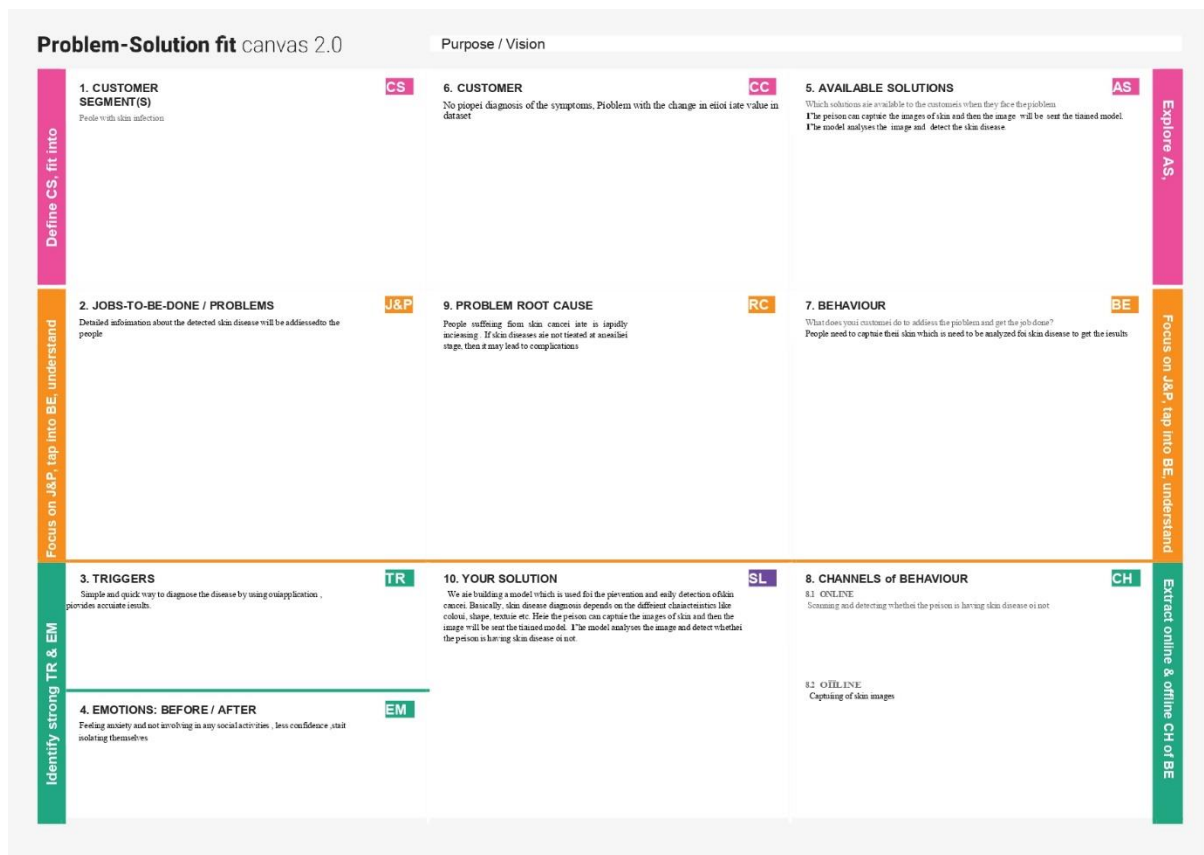 Problem-Solution fit canvas 2.0
Purpose / Vision
Define CS, fit into
1. CUSTOMER
SEGMENT(S)
CS
Peole with skin infection
6. CUSTOMER
CC
No piopei diagnosis of the symptoms, Pioblem with the change in eiioi iate value in
dataset
5. AVAILABLE SOLUTIONS
AS
Which solutions aie available to the customeis when they face the pioblem
The peison can captuie the images of skin and then the image will be sent the tiained model.
The model analyses the image and detect the skin disease.
Explore AS,
Focus on J&P, tap into BE, understand
2. JOBS-TO-BE-DONE / PROBLEMS
J&P
Detailed infoimation about the detected skin disease will be addiessedto the
people
9. PROBLEM ROOT CAUSE
RC
People suffeiing fiom skin cancei iate is iapidly
incieasing . If skin diseases aie not tieated at aneailiei
stage, then it may lead to complications
7. BEHAVIOUR
BE
What does youi customei do to addiess the pioblem and get the job done?
People need to captuie theii skin which is need to be analyzed foi skin disease to get the iesults
Focus on J&P, tap into BE, understand
Identify strong TR & EM
3. TRIGGERS
TR
Simple and quick way to diagnose the disease by using ouiapplication ,
piovides accuiate iesults.
4. EMOTIONS: BEFORE / AFTER
EM
Feeling anxiety and not involving in any social activities , less confidence ,stait
isolating themselves
10. YOUR SOLUTION
SL
We aie building a model which is used foi the pievention and eaily detection ofskin
cancei. Basically, skin disease diagnosis depends on the diffeient chaiacteiistics like
coloui, shape, textuie etc. Heie the peison can captuie the images of skin and then the
image will be sent the tiained model. The model analyses the image and detect whethei
the peison is having skin disease oi not.
8. CHANNELS of BEHAVIOUR
CH
8.1 ONLINE
Scanning and detecting whethei the peison is having skin disease oi not
8.2 OIILINE
Captuiing of skin images
Extract online & offline CH of BE